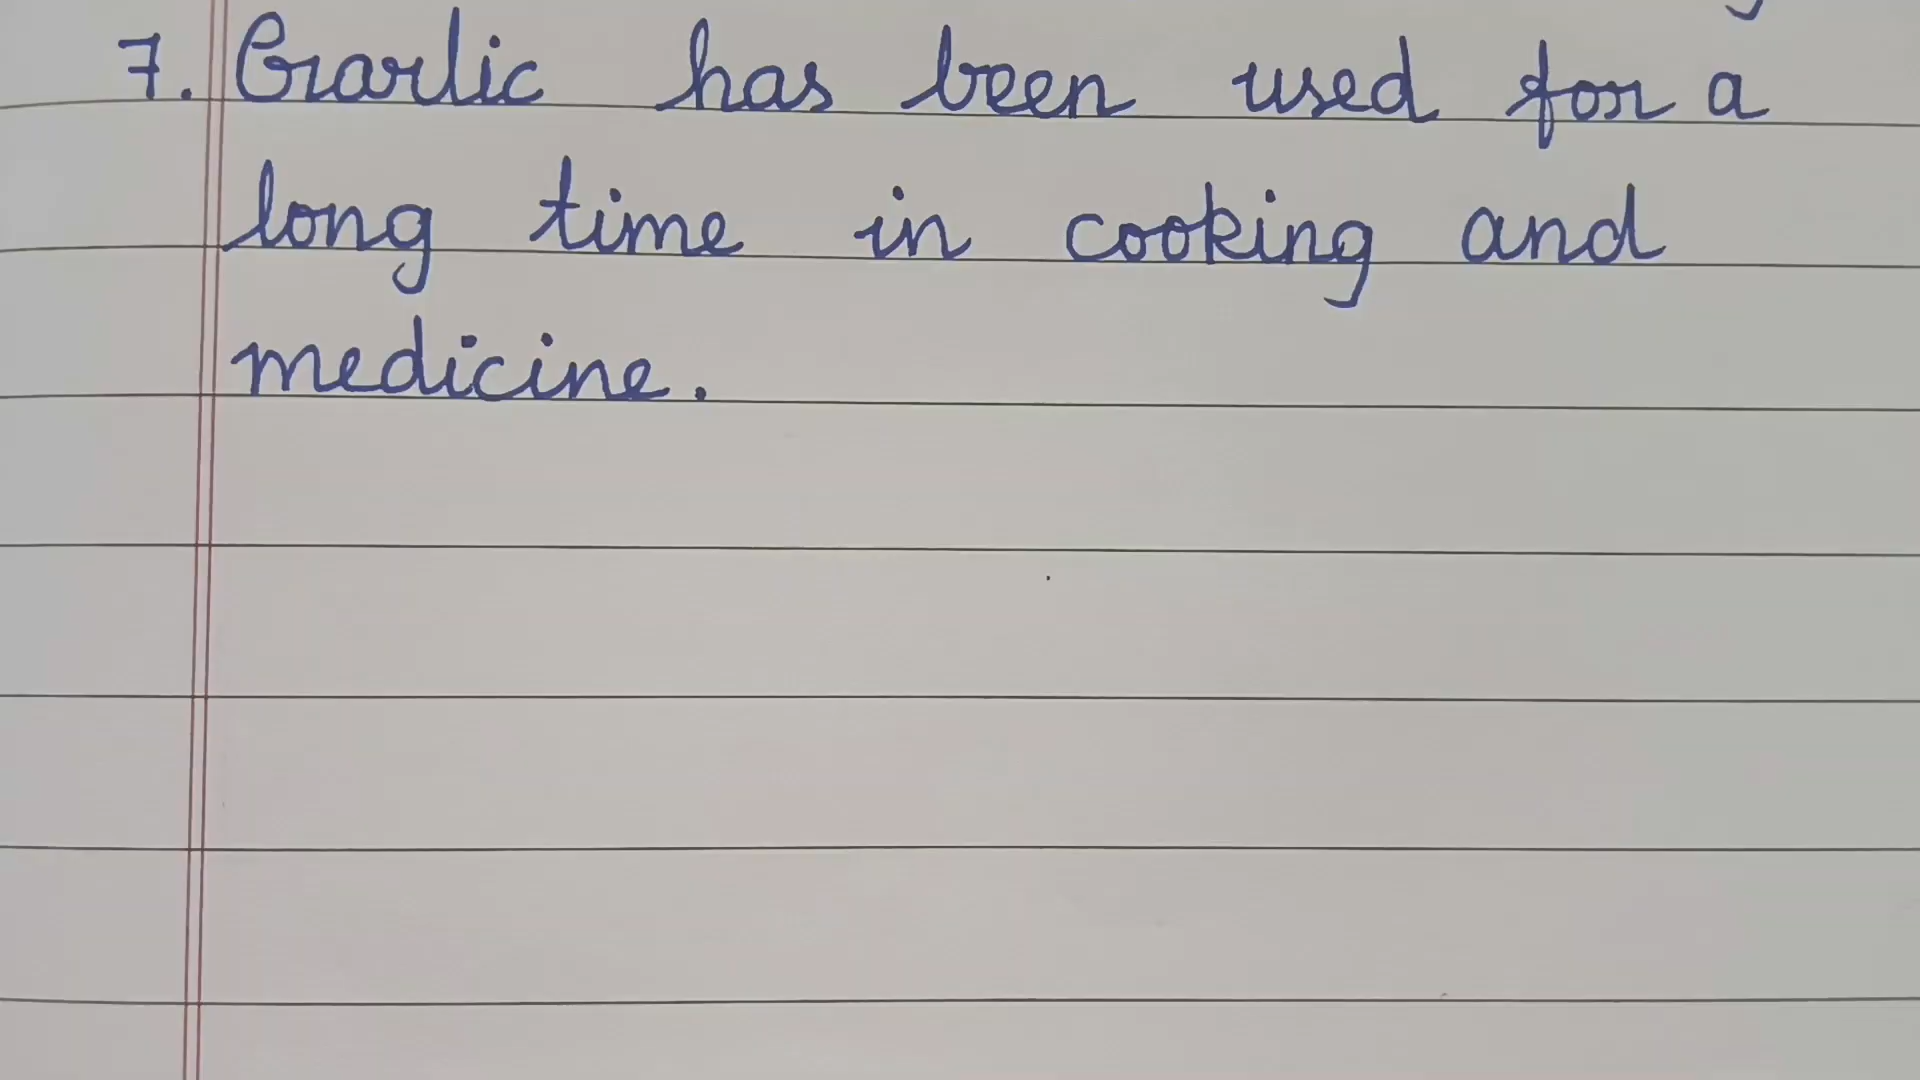 7. Garlic has been used for a
long time in cooking and
medicine.